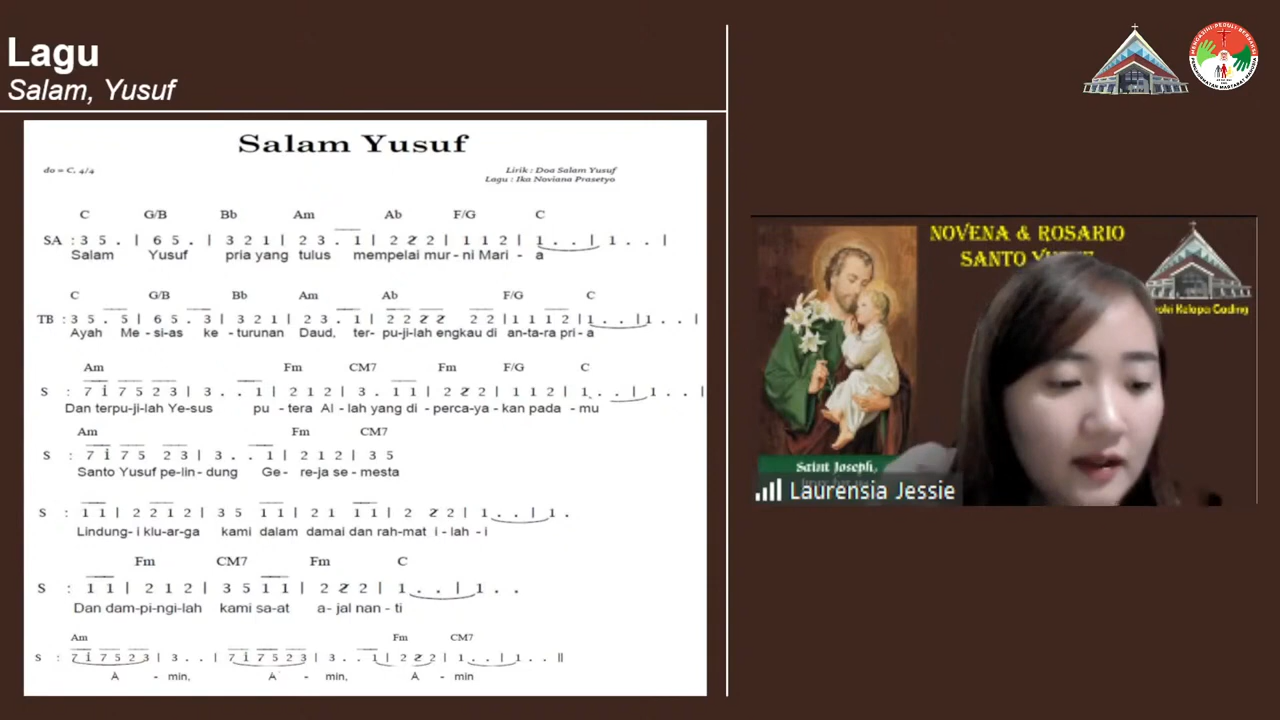 Lagu
Salam, Yusuf
Salam Yusuf
do = C, 4/4
Lirik : Doa Salam Yusuf
Lagu : Ika Noviana Prasetyo
C G/B Bb Am Ab F/G C
SA : 3 5 . | 6 5 . | 3 2 1 | 2 3 . 1 | 2 2 2 | 1 1 2 | 1 . . | 1 . . |
Salam Yusuf pria yang tulus mempelai mur - ni Mari - a
C G/B Bb Am Ab F/G C
TB : 3 5 . 5 | 6 5 . 3 | 3 2 1 | 2 3 . 1 | 2 2 2 2 2 2 | 1 1 1 2 | 1 . . | 1 . . |
Ayah Me - si-as ke - turunan Daud, ter- pu-ji-lah engkau di an-ta-ra pri - a
Am Fm CM7 Fm F/G C
S : 7 i 7 5 2 3 | 3 . . 1 | 2 1 2 | 3 . 1 1 | 2 2 2 | 1 1 2 | 1 . . | 1 . . |
Dan terpu-ji-lah Ye-sus pu - tera Al - lah yang di - perca-ya - kan pada - mu
Am Fm CM7
S : 7 i 7 5 2 3 | 3 . . 1 | 2 1 2 | 3 5
Santo Yusuf pe-lin - dung Ge - re-ja se - mesta
S : 1 1 | 2 2 1 2 | 3 5 1 1 | 2 1 1 1 | 2 2 2 | 1 . . | 1 .
Lindung- i klu-ar-ga kami dalam damai dan rah-mat i - lah - i
Fm CM7 Fm C
S : 1 1 | 2 1 2 | 3 5 1 1 | 2 2 2 | 1 . . | 1 . .
Dan dam-pi-ngi-lah kami sa-at a- jal nan - ti
Am Fm CM7
S : 7 i 7 5 2 3 | 3 . . | 7 i 7 5 2 3 | 3 . . 1 | 2 2 2 | 1 . . | 1 . . ||
A - min, A - min, A - min
NOVENA & ROSARIO
SANTO
Kelapa Gading
Saint Joseph,
Laurensia Jessie